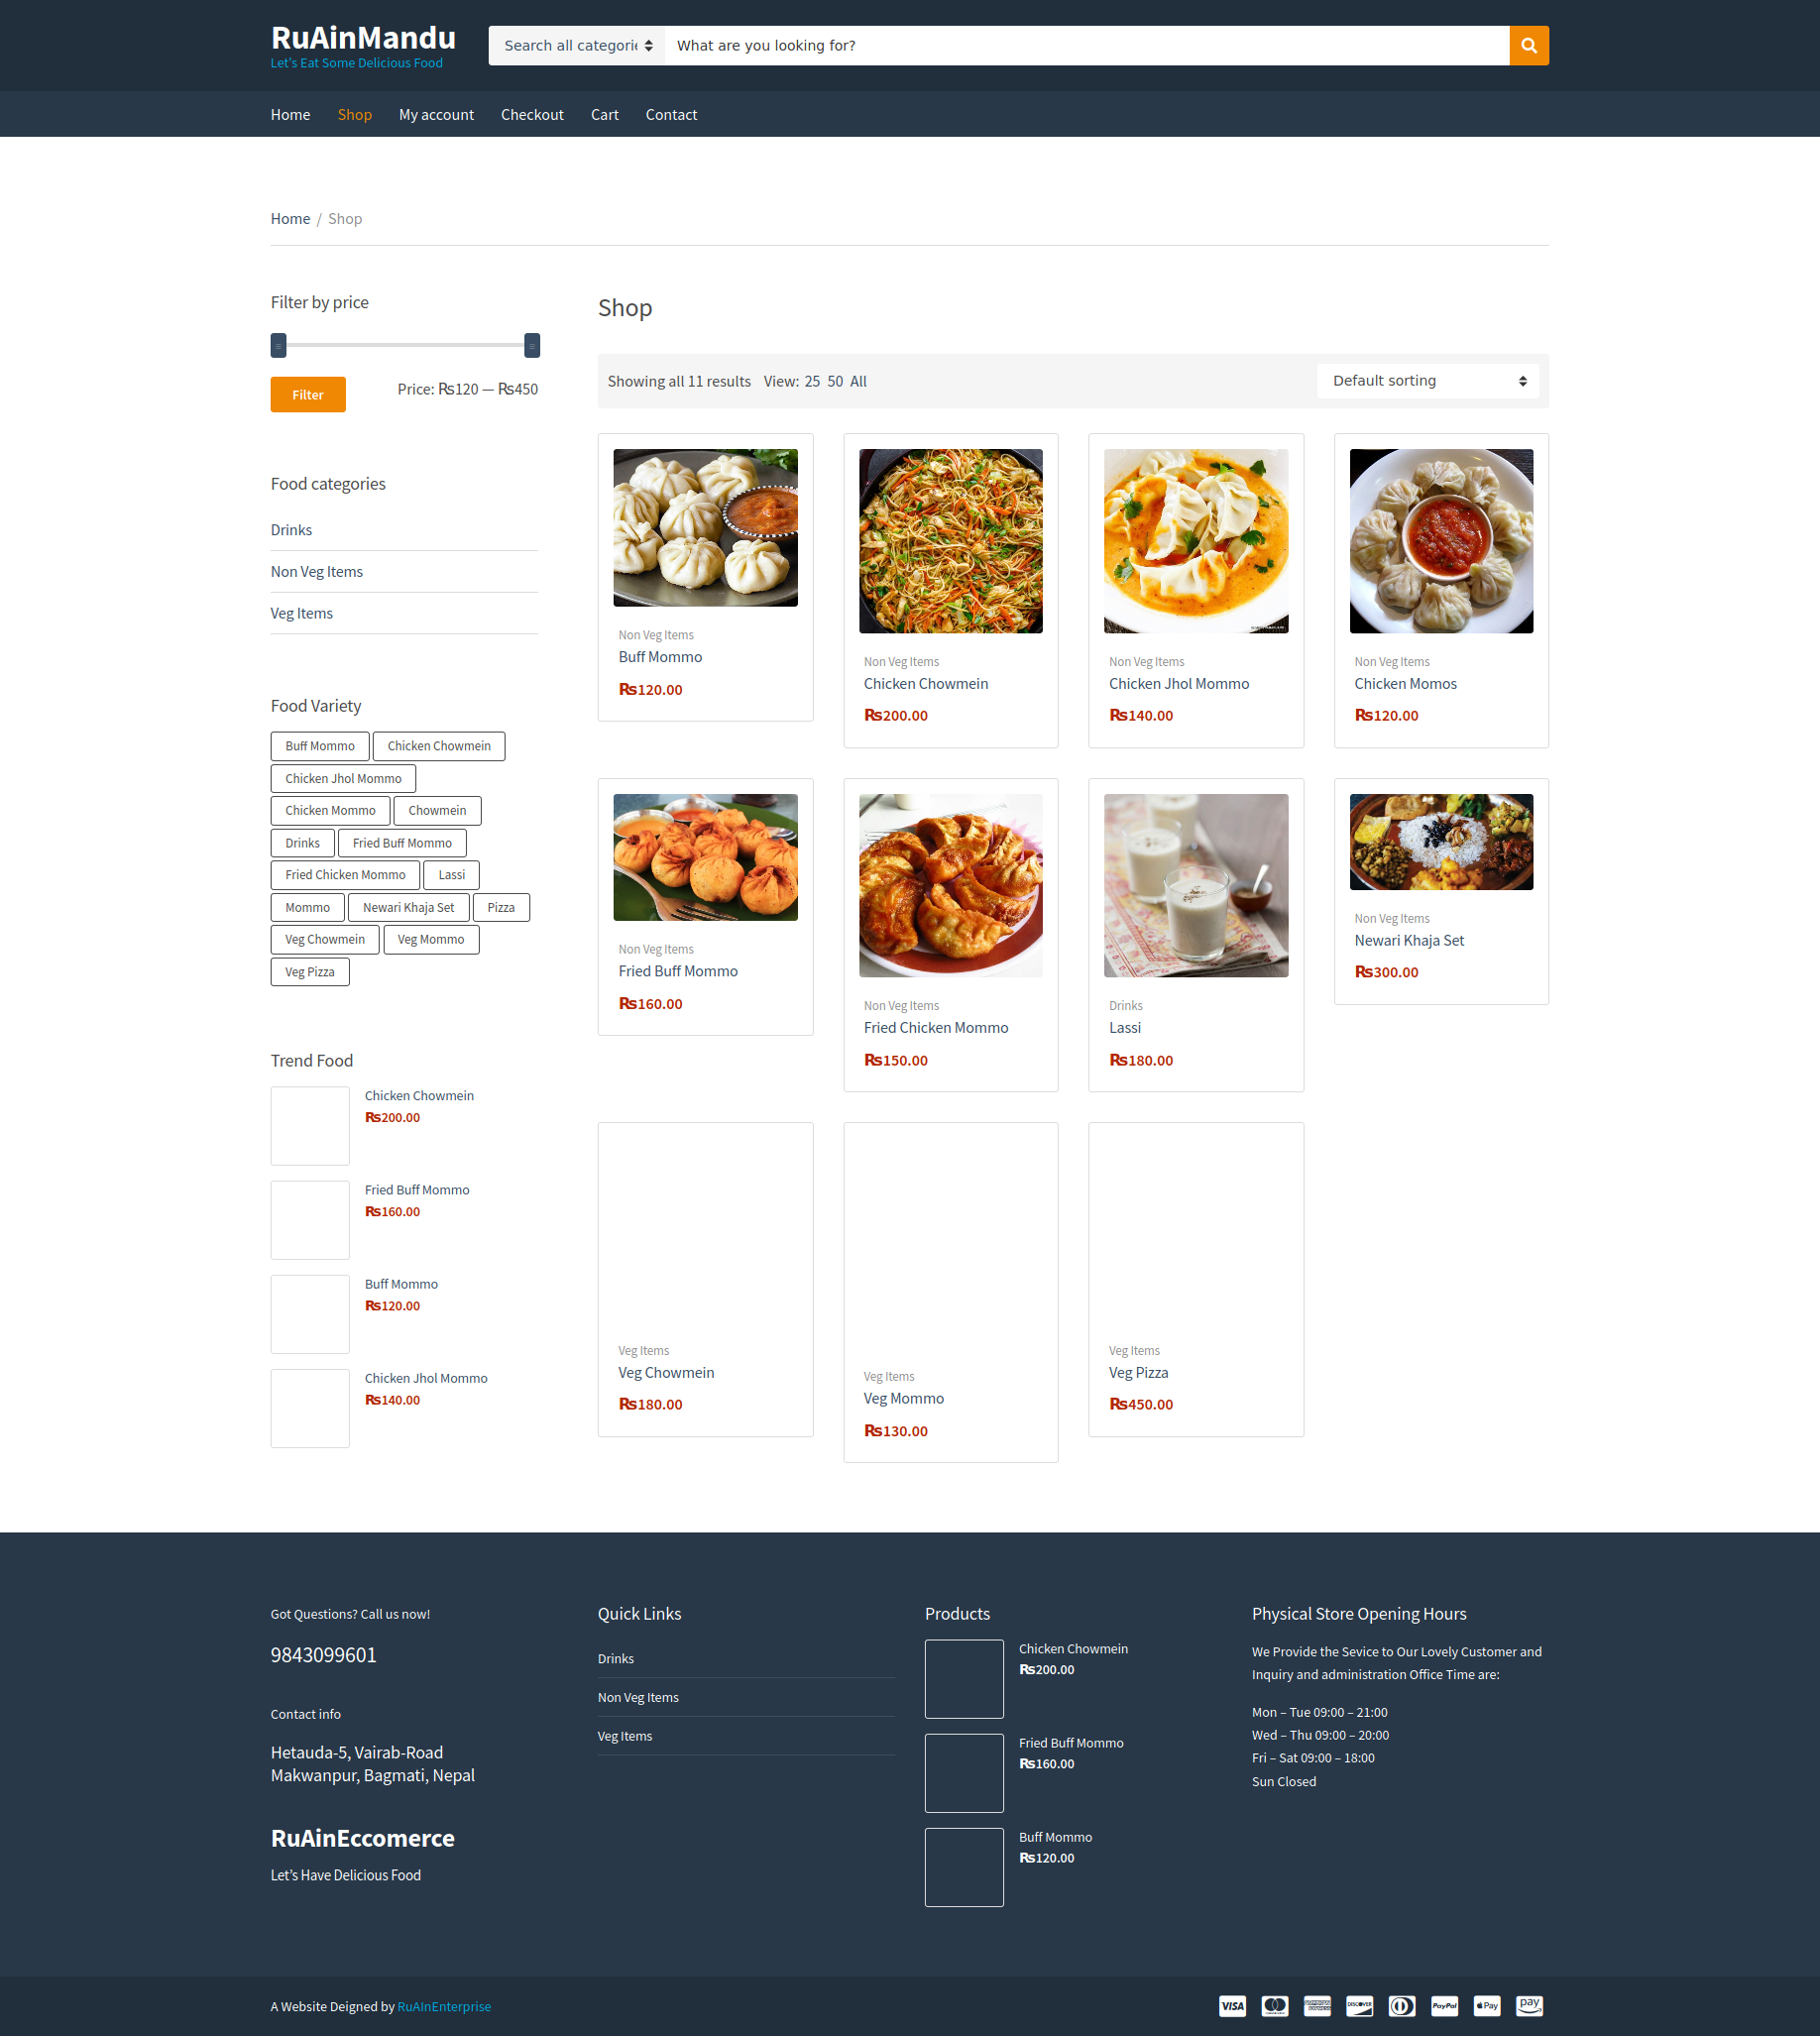 RuAinMandu
Let's Eat Some Delicious Food
Search all categorie
What are you looking for?
Home
Shop
My account
Checkout
Cart
Contact
Home / Shop
Filter by price
Filter
Price: ₨120 — ₨450
Food categories
Drinks
Non Veg Items
Veg Items
Food Variety
Buff Mommo
Chicken Chowmein
Chicken Jhol Mommo
Chicken Mommo
Chowmein
Drinks
Fried Buff Mommo
Fried Chicken Mommo
Lassi
Mommo
Newari Khaja Set
Pizza
Veg Chowmein
Veg Mommo
Veg Pizza
Trend Food
Chicken Chowmein
₨200.00
Fried Buff Mommo
₨160.00
Buff Mommo
₨120.00
Chicken Jhol Mommo
₨140.00
Shop
Showing all 11 results View: 25 50 All
Default sorting
Non Veg Items
Buff Mommo
₨120.00
Non Veg Items
Chicken Chowmein
₨200.00
Non Veg Items
Chicken Jhol Mommo
₨140.00
Non Veg Items
Chicken Momos
₨120.00
Non Veg Items
Fried Buff Mommo
₨160.00
Non Veg Items
Fried Chicken Mommo
₨150.00
Drinks
Lassi
₨180.00
Non Veg Items
Newari Khaja Set
₨300.00
Veg Items
Veg Chowmein
₨180.00
Veg Items
Veg Mommo
₨130.00
Veg Items
Veg Pizza
₨450.00
Got Questions? Call us now!
9843099601
Contact info
Hetauda-5, Vairab-Road
Makwanpur, Bagmati, Nepal
RuAinEccomerce
Let's Have Delicious Food
Quick Links
Drinks
Non Veg Items
Veg Items
Products
Chicken Chowmein
₨200.00
Fried Buff Mommo
₨160.00
Buff Mommo
₨120.00
Physical Store Opening Hours
We Provide the Sevice to Our Lovely Customer and
Inquiry and administration Office Time are:
Mon – Tue 09:00 – 21:00
Wed – Thu 09:00 – 20:00
Fri – Sat 09:00 – 18:00
Sun Closed
A Website Deigned by RuAInEnterprise
VISA
DISCOVER
PayPal
Pay
pay